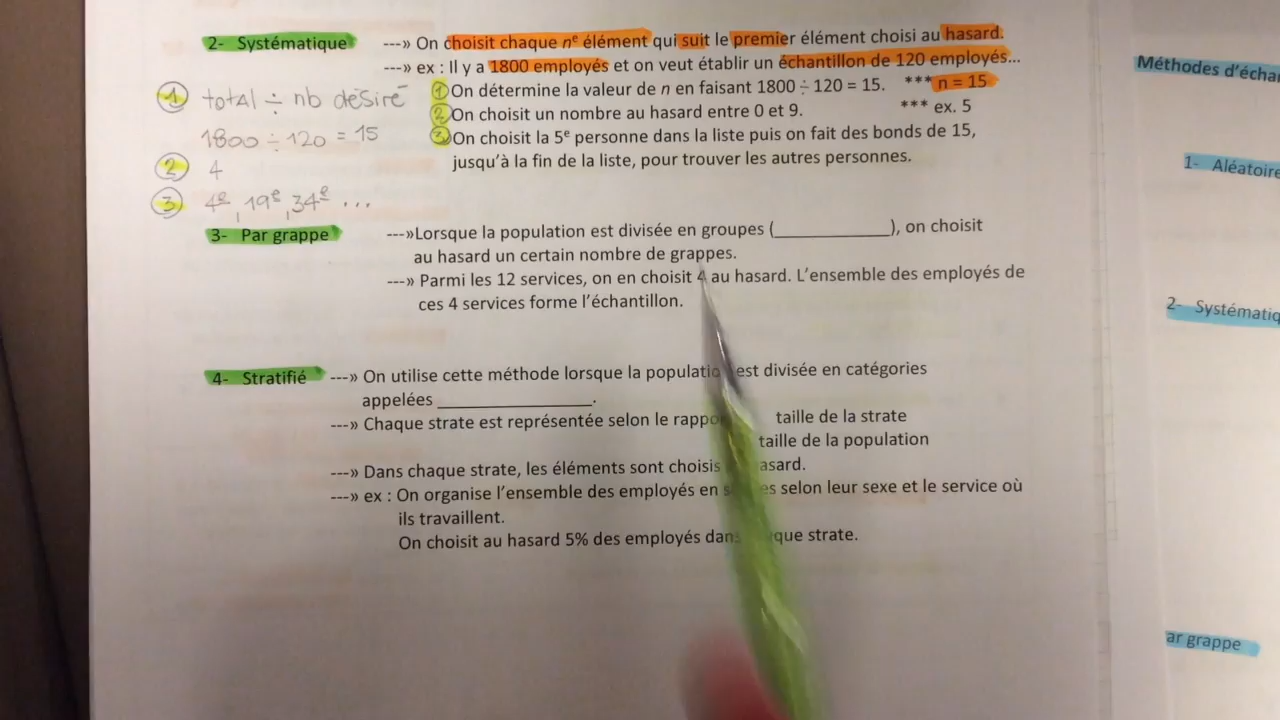 2- Systématique ---» On choisit chaque nᵉ élément qui suit le premier élément choisi au hasard.
---» ex : Il y a 1800 employés et on veut établir un échantillon de 120 employés…
① On détermine la valeur de n en faisant 1800 ÷ 120 = 15. *** n = 15
② On choisit un nombre au hasard entre 0 et 9. *** ex. 5
③ On choisit la 5ᵉ personne dans la liste puis on fait des bonds de 15,
jusqu’à la fin de la liste, pour trouver les autres personnes.
① total ÷ nb désiré
1800 ÷ 120 = 15
② 4
③ 4ᵉ, 19ᵉ, 34ᵉ ...
3- Par grappe ---»Lorsque la population est divisée en groupes (____________), on choisit
au hasard un certain nombre de grappes.
---» Parmi les 12 services, on en choisit 4 au hasard. L’ensemble des employés de
ces 4 services forme l’échantillon.
4- Stratifié ---» On utilise cette méthode lorsque la populatio est divisée en catégories
appelées ________________.
---» Chaque strate est représentée selon le rappo taille de la strate
taille de la population
---» Dans chaque strate, les éléments sont choisis asard.
---» ex : On organise l’ensemble des employés en s es selon leur sexe et le service où
ils travaillent.
On choisit au hasard 5% des employés dan que strate.
Méthodes d’écha
1- Aléatoire
2- Systématiq
ar grappe